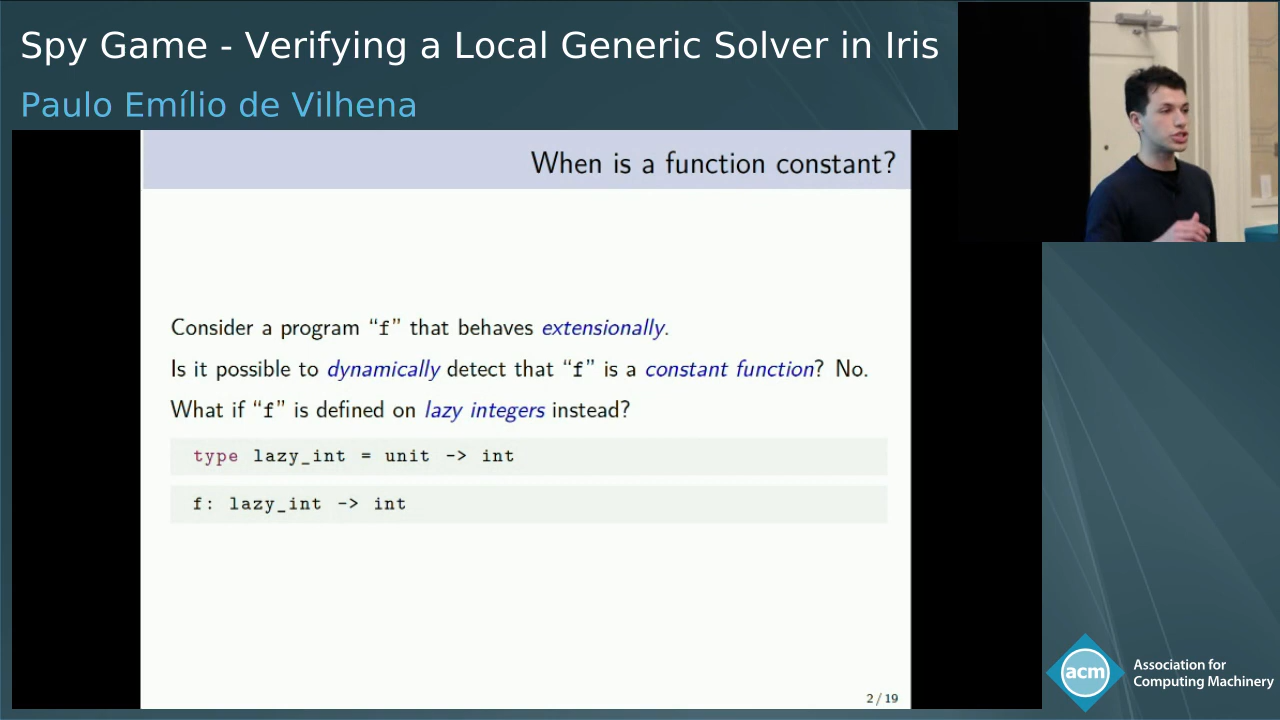 Spy Game - Verifying a Local Generic Solver in Iris
Paulo Emílio de Vilhena
When is a function constant?
Consider a program “f” that behaves extensionally.
Is it possible to dynamically detect that “f” is a constant function? No.
What if “f” is defined on lazy integers instead?
type lazy_int = unit -> int
f: lazy_int -> int
2 / 19
acm
Association for
Computing Machinery